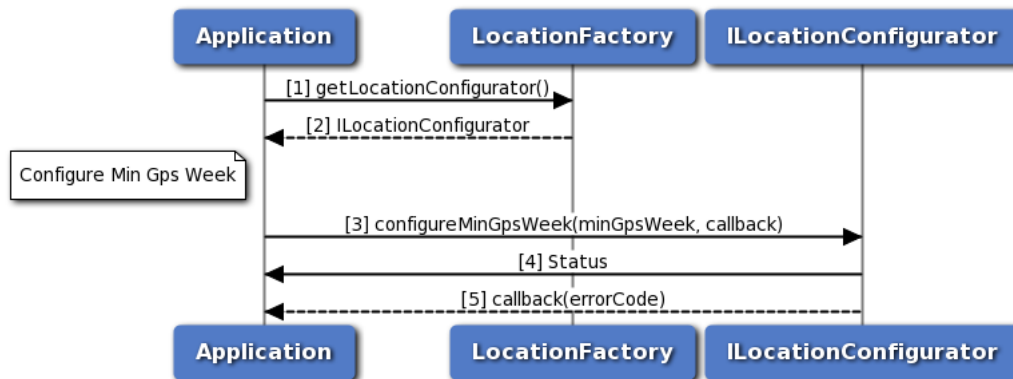 Application
LocationFactory
ILocationConfigurator
[1] getLocationConfigurator()
[2] ILocationConfigurator
Configure Min Gps Week
[3] configureMinGpsWeek(minGpsWeek, callback)
[4] Status
[5] callback(errorCode)
Application
LocationFactory
ILocationConfigurator